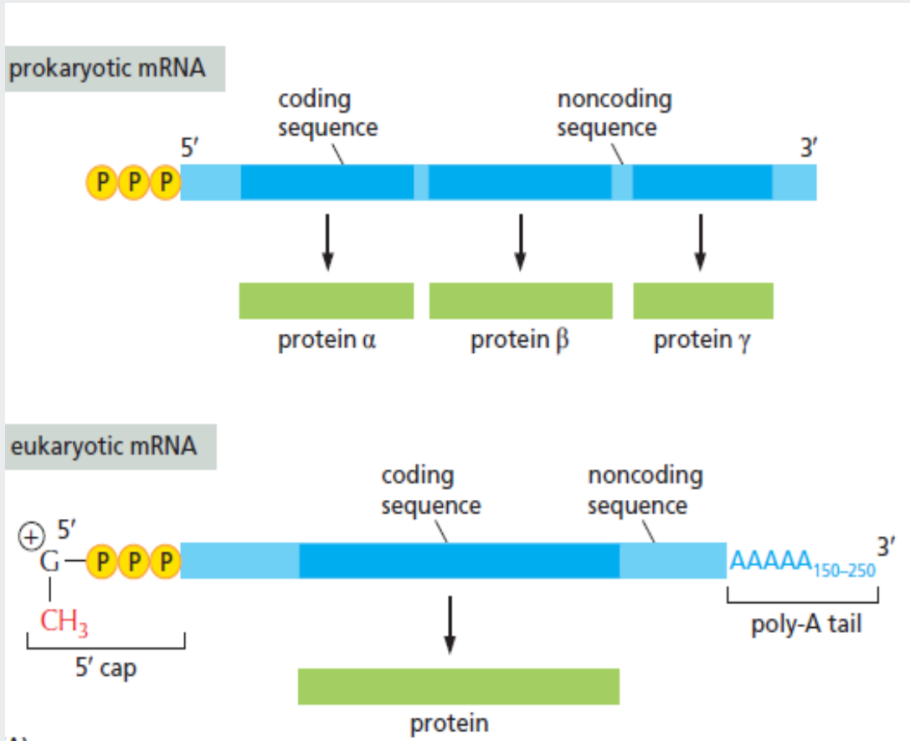 prokaryotic mRNA
coding
sequence
noncoding
sequence
5′
3′
P P P
protein α
protein β
protein γ
eukaryotic mRNA
coding
sequence
noncoding
sequence
+ 5′
3′
G P P P
AAAAA150–250
CH3
poly-A tail
5′ cap
protein